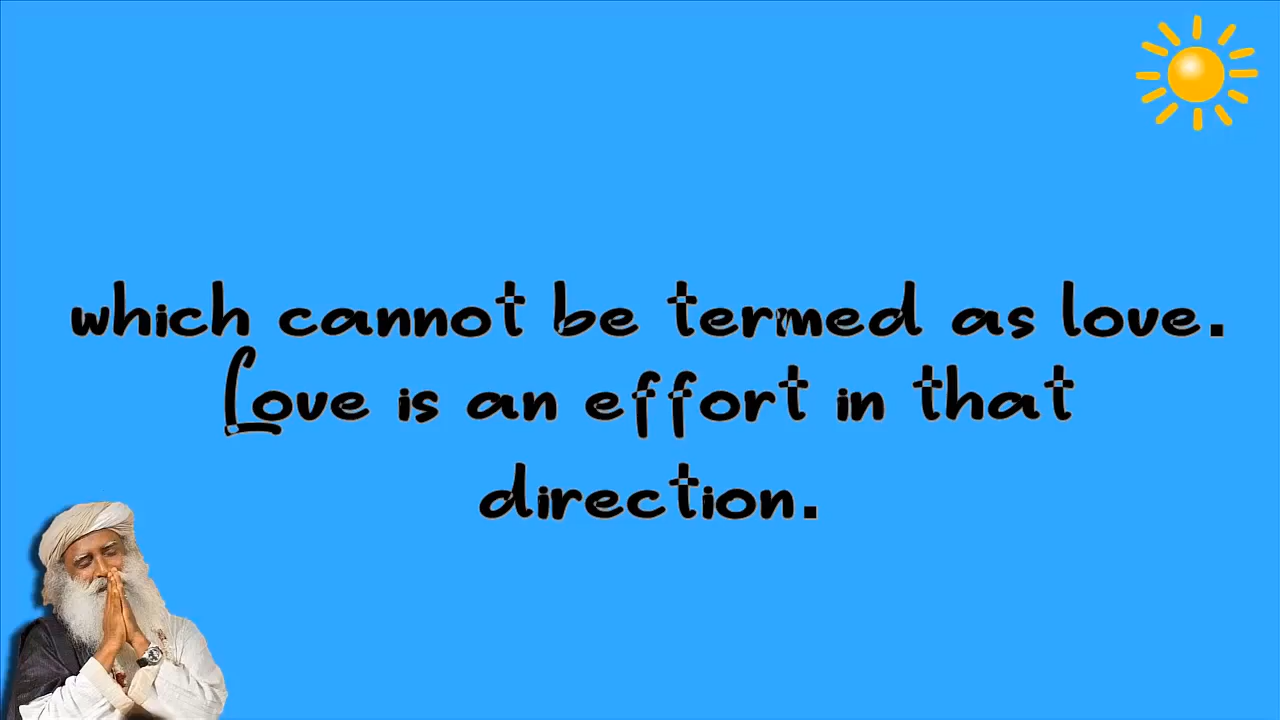 which cannot be termed as love.
Love is an effort in that
direction.